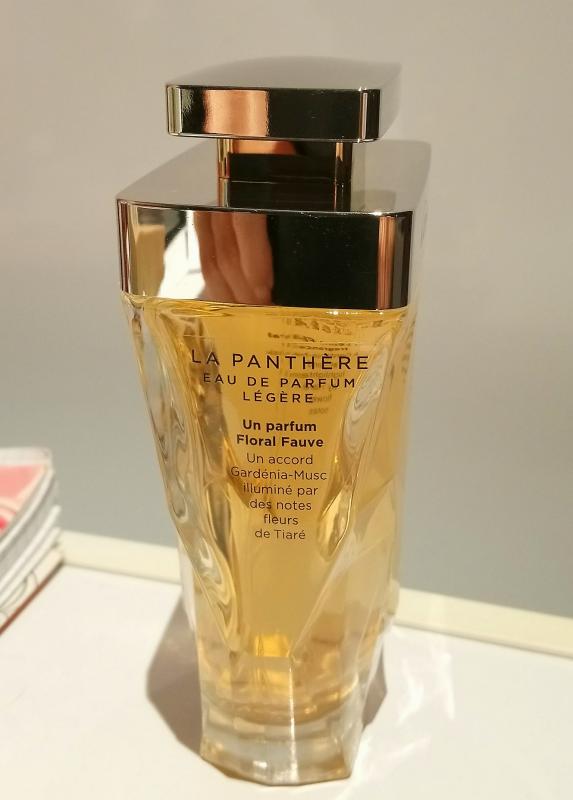 LA PANTHÈRE
EAU DE PARFUM
LÉGÈRE
Un parfum
Floral Fauve
Un accord
Gardénia-Musc
illuminé par
des notes
fleurs
de Tiaré